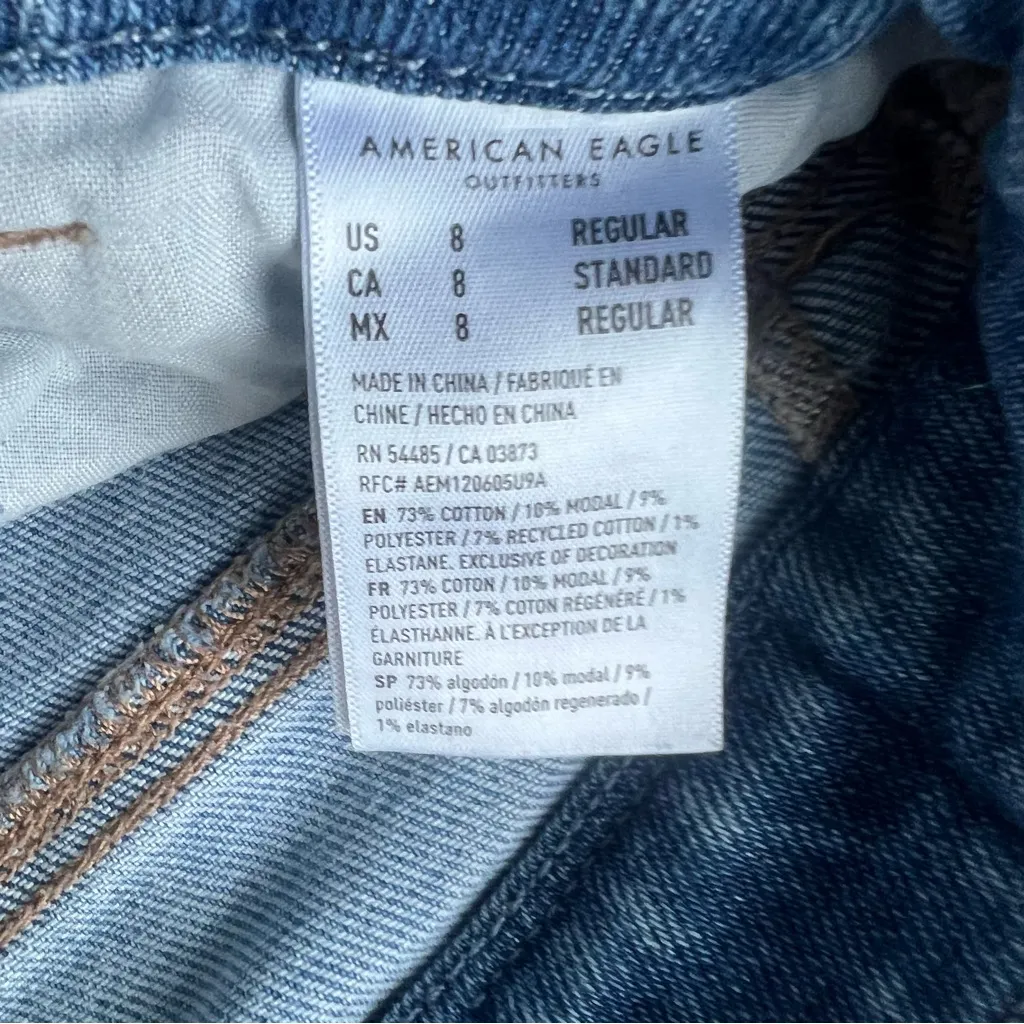 AMERICAN EAGLE
OUTFITTERS
US 8 REGULAR
CA 8 STANDARD
MX 8 REGULAR
MADE IN CHINA / FABRIQUÉ EN
CHINE / HECHO EN CHINA
RN 54485 / CA 03873
RFC# AEM120605U9A
EN 73% COTTON / 10% MODAL / 9%
POLYESTER / 7% RECYCLED COTTON / 1%
ELASTANE. EXCLUSIVE OF DECORATION
FR 73% COTON / 10% MODAL / 9%
POLYESTER / 7% COTON RÉGÉNÉRÉ / 1%
ÉLASTHANNE. À L'EXCEPTION DE LA
GARNITURE
SP 73% algodón / 10% modal / 9%
poliéster / 7% algodón regenerado /
1% elastano